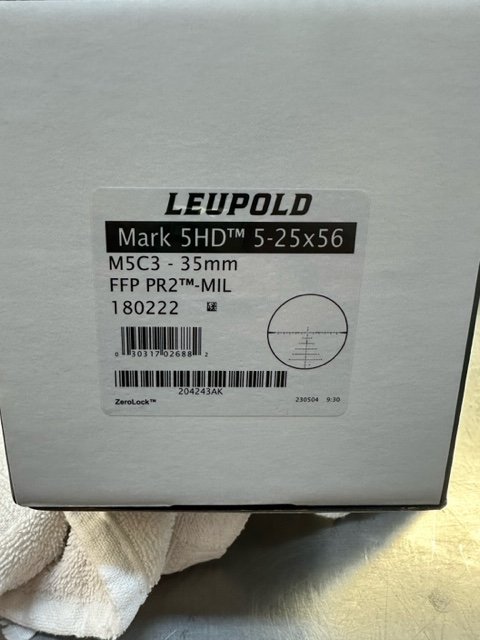 LEUPOLD
Mark 5HD™ 5-25x56
M5C3 - 35mm
FFP PR2™-MIL
180222
0 30317 02688 2
204243AK
ZeroLock™ 230504 9:30